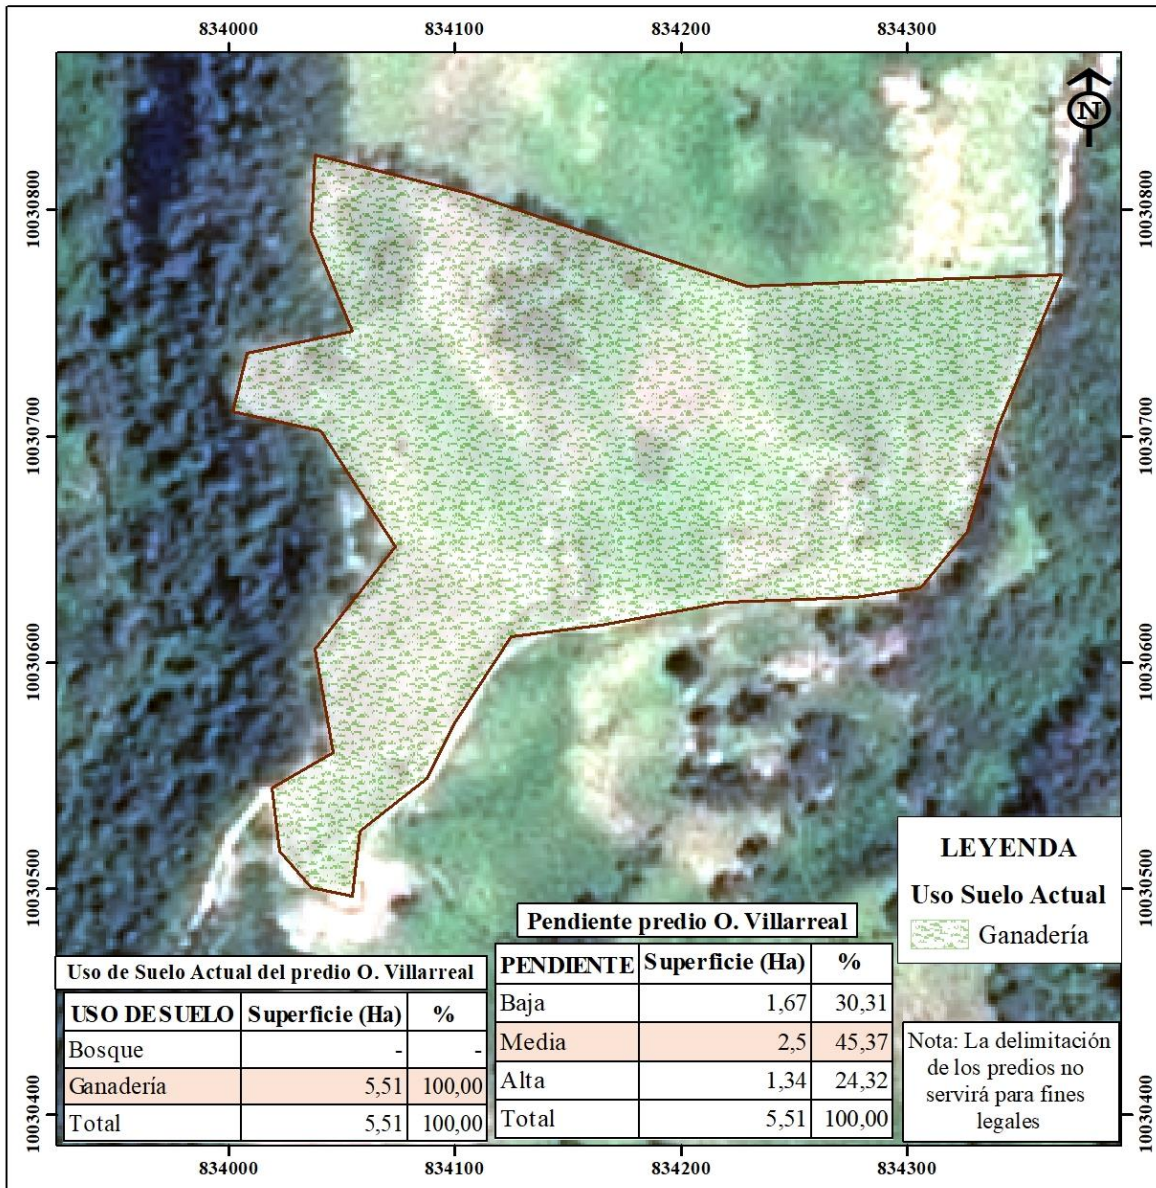 834000 834100 834200 834300
N
10030800 10030800
10030700 10030700
10030600 10030600
10030500 10030500
10030400 10030400
LEYENDA
Uso Suelo Actual
Ganadería
Pendiente predio O. Villarreal
PENDIENTE Superficie (Ha) %
Baja 1,67 30,31
Media 2,5 45,37
Alta 1,34 24,32
Total 5,51 100,00
Uso de Suelo Actual del predio O. Villarreal
USO DE SUELO Superficie (Ha) %
Bosque - -
Ganadería 5,51 100,00
Total 5,51 100,00
Nota: La delimitación
de los predios no
servirá para fines
legales
834000 834100 834200 834300